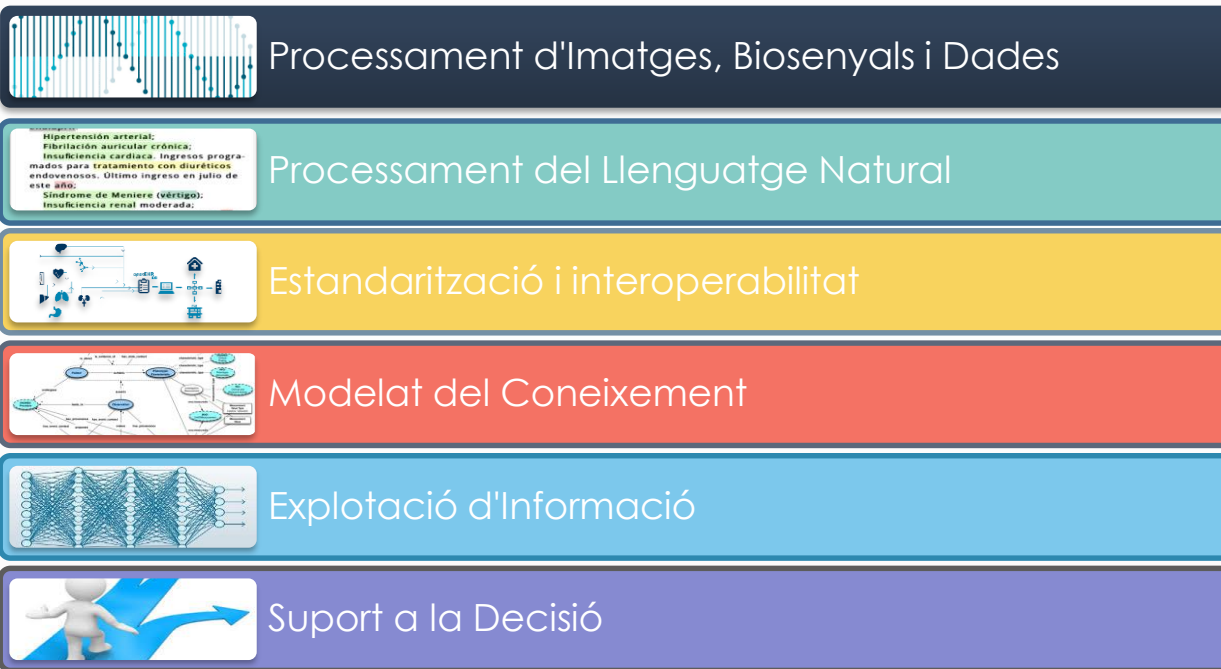 Processament d'Imatges, Biosenyals i Dades
Hipertensión arterial;
Fibrilación auricular crónica;
Insuficiencia cardiaca. Ingresos progra-
mados para tratamiento con diuréticos
endovenosos. Último ingreso en julio de
este año;
Síndrome de Meniere (vértigo);
Insuficiencia renal moderada;
Processament del Llenguatge Natural
Estandarització i interoperabilitat
Modelat del Coneixement
Explotació d'Informació
Suport a la Decisió